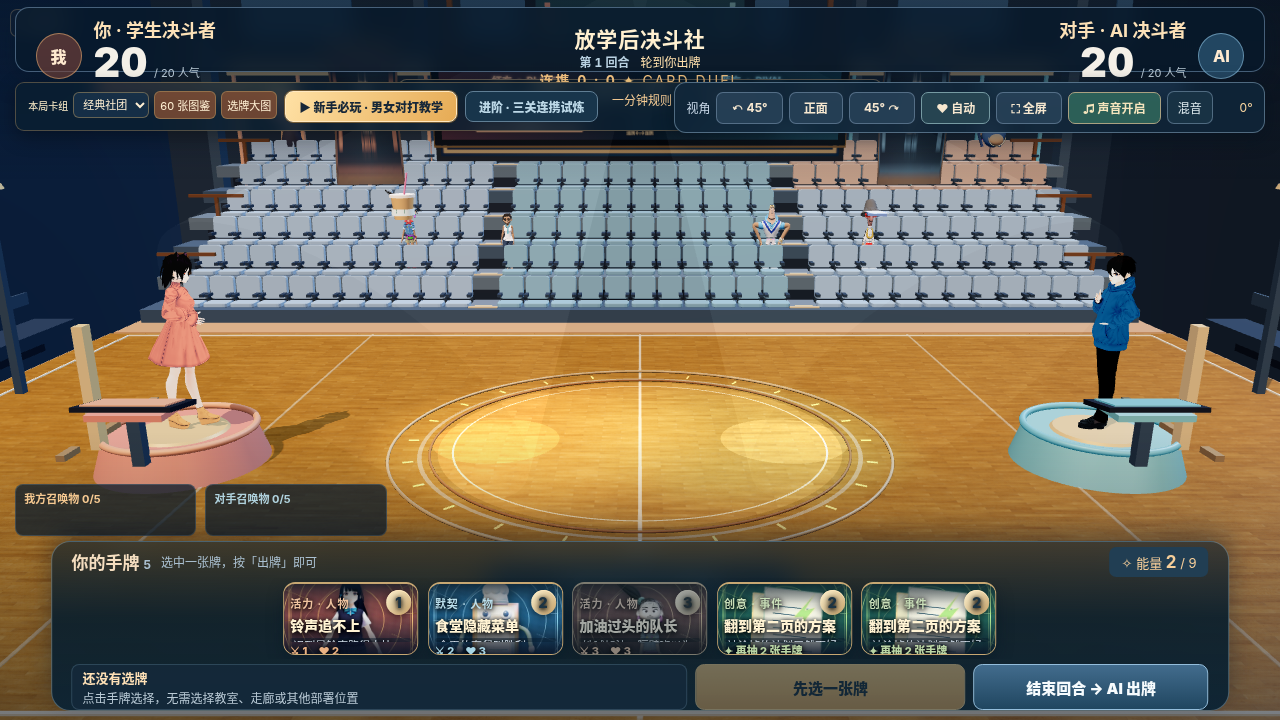 我
你 · 学生决斗者
20 / 20 人气
放学后决斗社
第 1 回合 轮到你出牌
对手 · AI 决斗者
20 / 20 人气
AI
CARD DUEL
本局卡组
经典社团
60 张图鉴
选牌大图
▶ 新手必玩 · 男女对打教学
进阶 · 三关连携试炼
一分钟规则
视角
↶ 45°
正面
45° ↷
♥ 自动
⛶ 全屏
♫ 声音开启
混音
0°
我方召唤物 0/5
对手召唤物 0/5
你的手牌 5 选中一张牌，按「出牌」即可
✧ 能量 2 / 9
活力 · 人物 1
铃声追不上
⚔1 ♥2
默契 · 人物 2
食堂隐藏菜单
⚔2 ♥3
活力 · 人物 3
加油过头的队长
⚔3 ♥3
创意 · 事件 2
翻到第二页的方案
✦ 再抽 2 张手牌
创意 · 事件 2
翻到第二页的方案
✦ 再抽 2 张手牌
还没有选牌
点击手牌选择，无需选择教室、走廊或其他部署位置
先选一张牌
结束回合 → AI 出牌